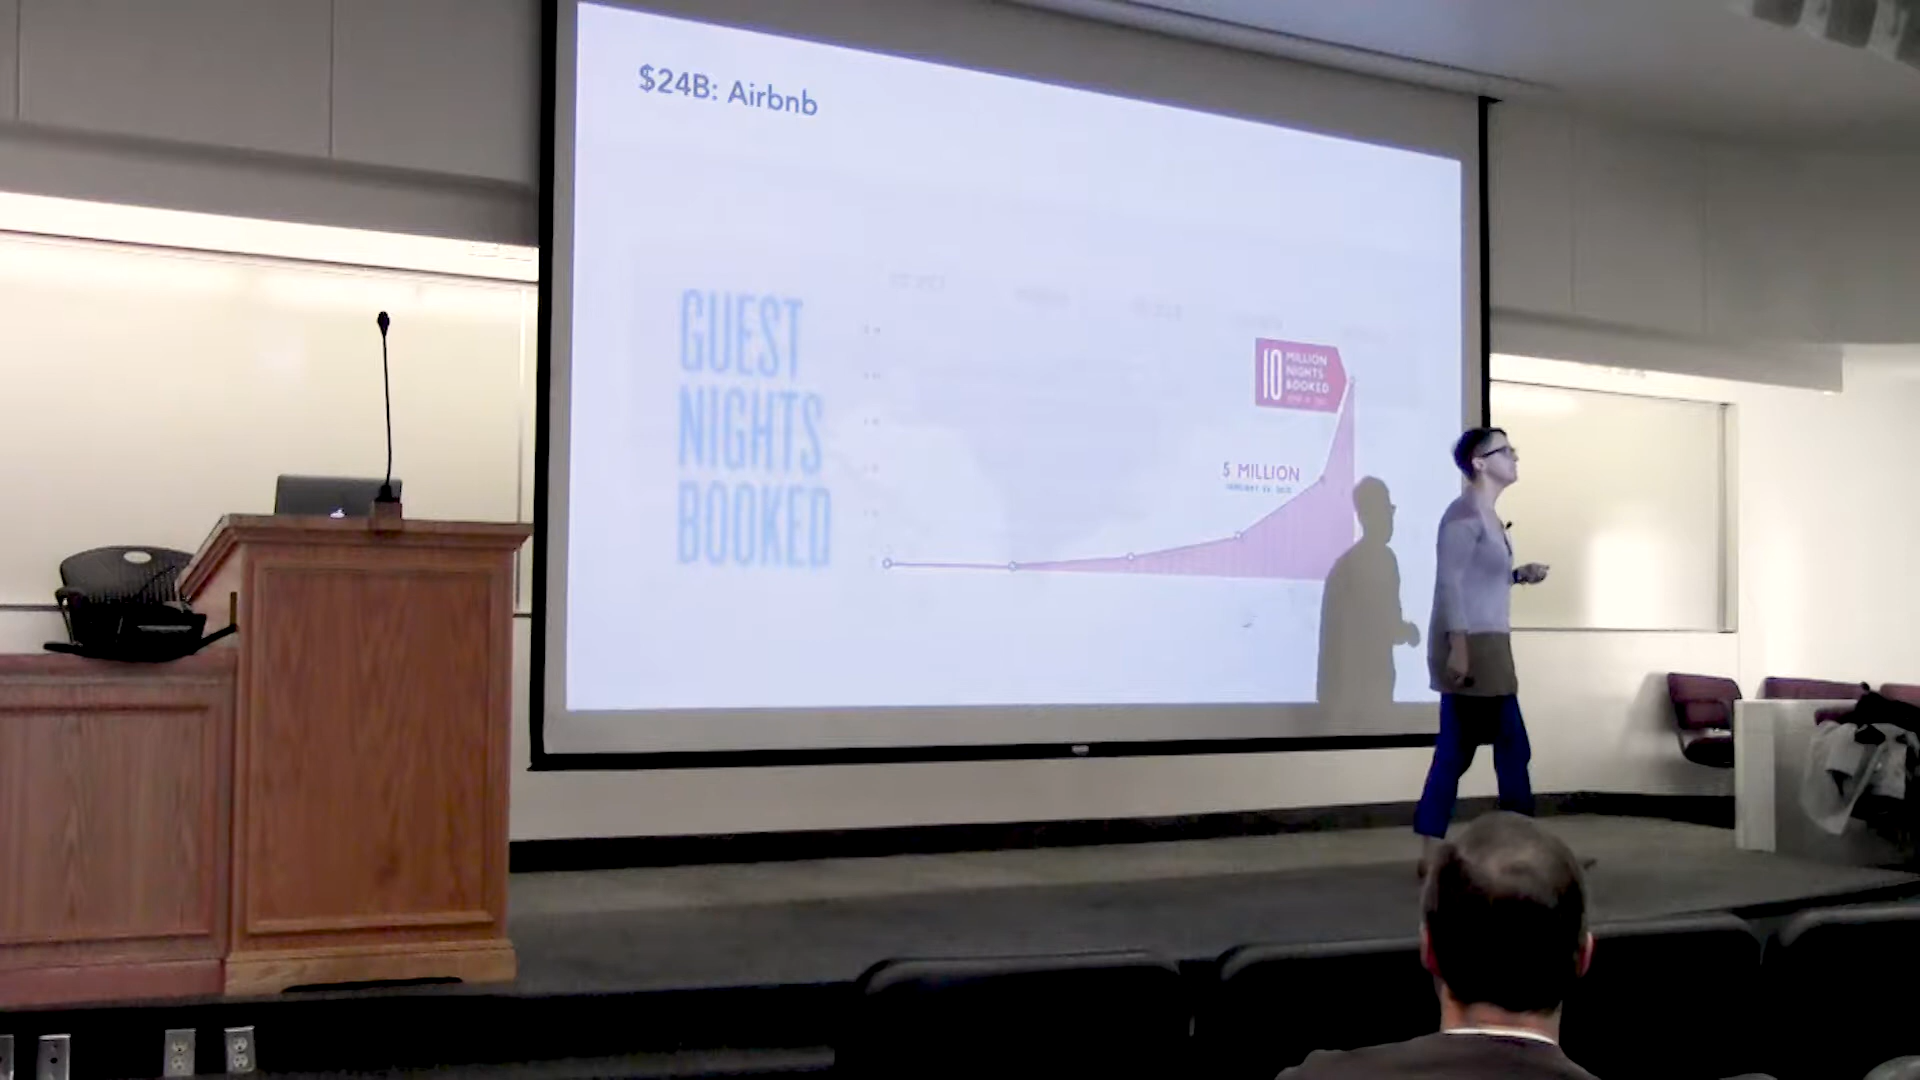 $24B: Airbnb
GUEST
NIGHTS
BOOKED
10
MILLION
NIGHTS
BOOKED
5 MILLION